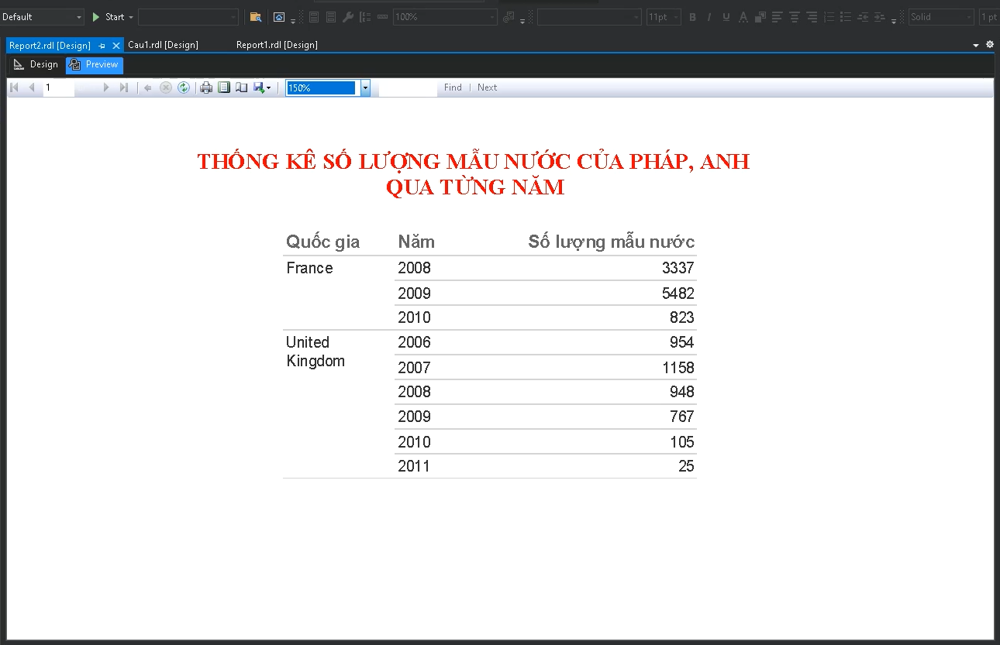 Default Start 100% 11pt B I U A Solid 1 pt
Report2.rdl [Design] Cau1.rdl [Design] Report1.rdl [Design]
Design Preview
1 150% Find | Next
THỐNG KÊ SỐ LƯỢNG MẪU NƯỚC CỦA PHÁP, ANH
QUA TỪNG NĂM
Quốc gia Năm Số lượng mẫu nước
France 2008 3337
2009 5482
2010 823
United 2006 954
Kingdom
2007 1158
2008 948
2009 767
2010 105
2011 25